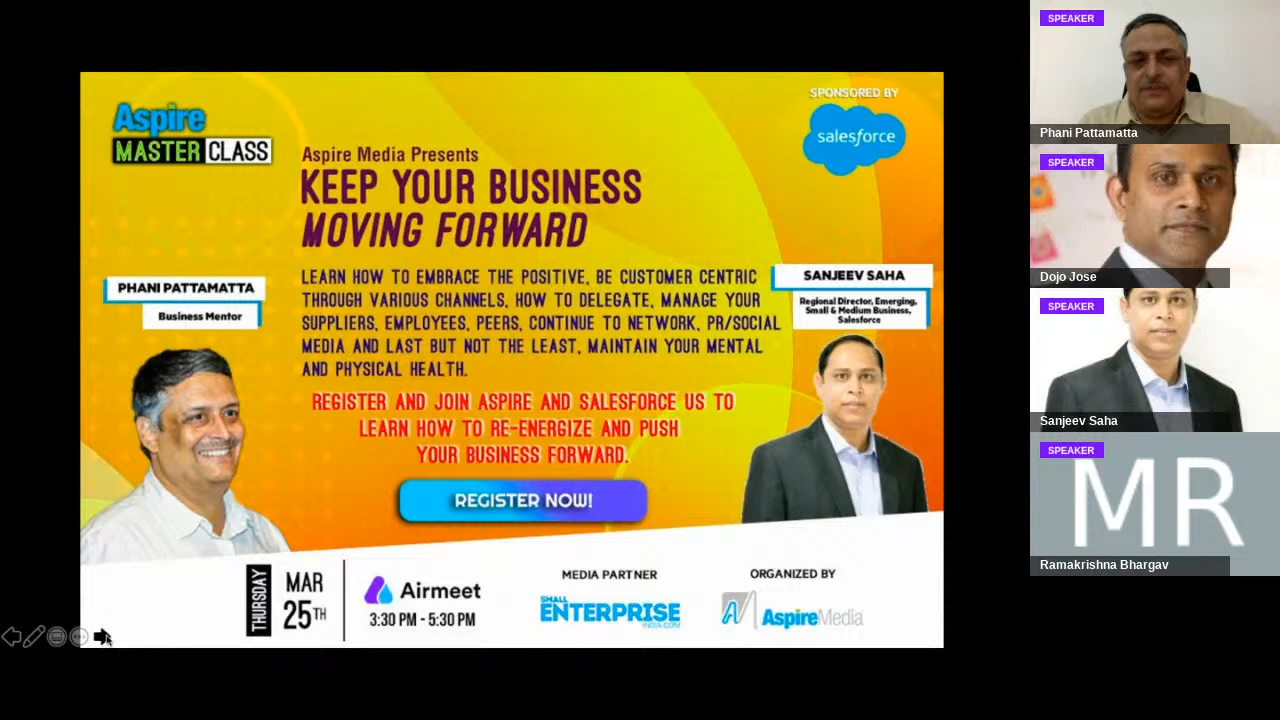 Aspire
MASTER CLASS
SPONSORED BY
salesforce
Aspire Media Presents
KEEP YOUR BUSINESS
MOVING FORWARD
PHANI PATTAMATTA
Business Mentor
LEARN HOW TO EMBRACE THE POSITIVE, BE CUSTOMER CENTRIC
THROUGH VARIOUS CHANNELS, HOW TO DELEGATE, MANAGE YOUR
SUPPLIERS, EMPLOYEES, PEERS, CONTINUE TO NETWORK, PR/SOCIAL
MEDIA AND LAST BUT NOT THE LEAST, MAINTAIN YOUR MENTAL
AND PHYSICAL HEALTH.
SANJEEV SAHA
Regional Director, Emerging,
Small & Medium Business,
Salesforce
REGISTER AND JOIN ASPIRE AND SALESFORCE US TO
LEARN HOW TO RE-ENERGIZE AND PUSH
YOUR BUSINESS FORWARD.
REGISTER NOW!
THURSDAY
MAR
25TH
Airmeet
3:30 PM - 5:30 PM
MEDIA PARTNER
SMALL
ENTERPRISE
INDIA.COM
ORGANIZED BY
AspireMedia
SPEAKER
Phani Pattamatta
SPEAKER
Dojo Jose
SPEAKER
Sanjeev Saha
SPEAKER
MR
Ramakrishna Bhargav